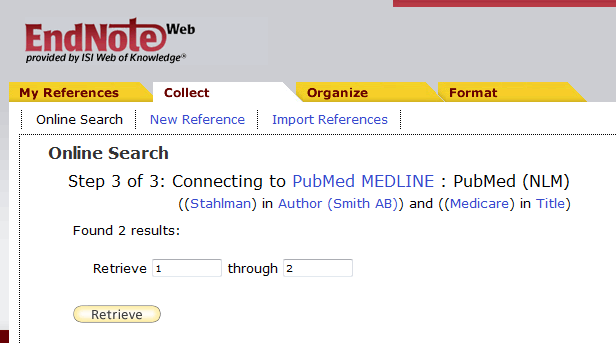 EndNote Web
provided by ISI Web of Knowledge®
My References Collect Organize Format
Online Search New Reference Import References
Online Search
Step 3 of 3: Connecting to PubMed MEDLINE : PubMed (NLM)
((Stahlman) in Author (Smith AB)) and ((Medicare) in Title)
Found 2 results:
Retrieve 1 through 2
Retrieve